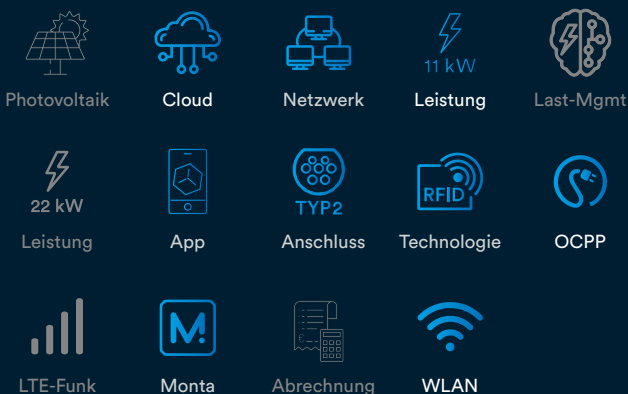 11 kW
Photovoltaik Cloud Netzwerk Leistung Last-Mgmt
22 kW TYP2 RFID
Leistung App Anschluss Technologie OCPP
M
LTE-Funk Monta Abrechnung WLAN